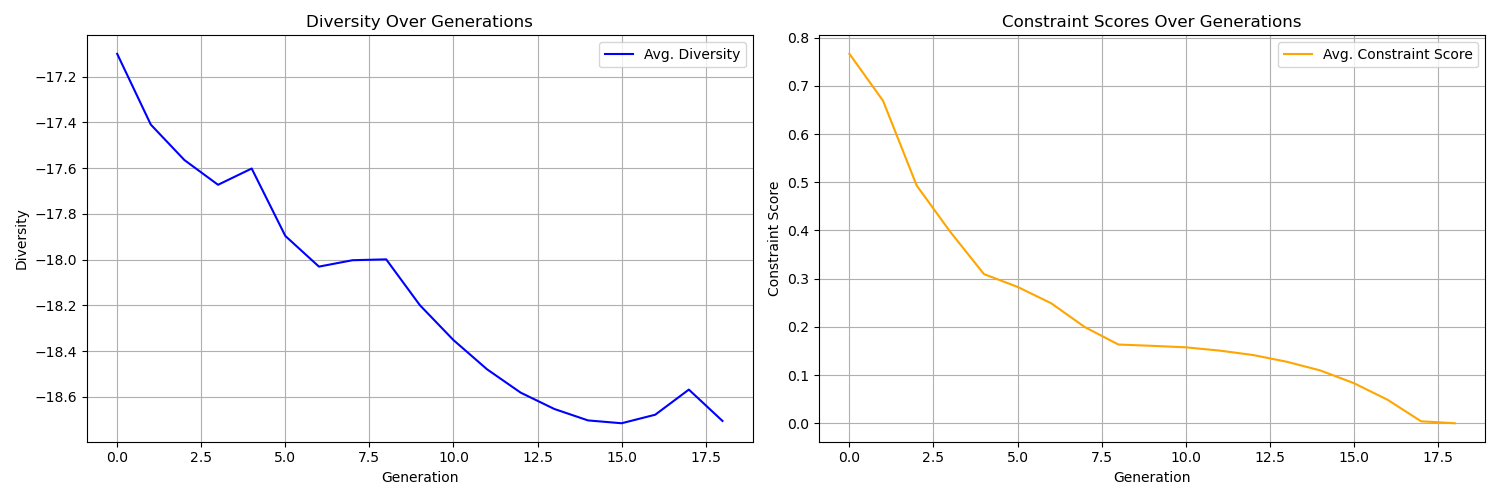 Diversity Over Generations
Avg. Diversity
−17.2
−17.4
−17.6
−17.8
−18.0
−18.2
−18.4
−18.6
Diversity
0.0 2.5 5.0 7.5 10.0 12.5 15.0 17.5
Generation
Constraint Scores Over Generations
Avg. Constraint Score
0.8
0.7
0.6
0.5
0.4
0.3
0.2
0.1
0.0
Constraint Score
0.0 2.5 5.0 7.5 10.0 12.5 15.0 17.5
Generation